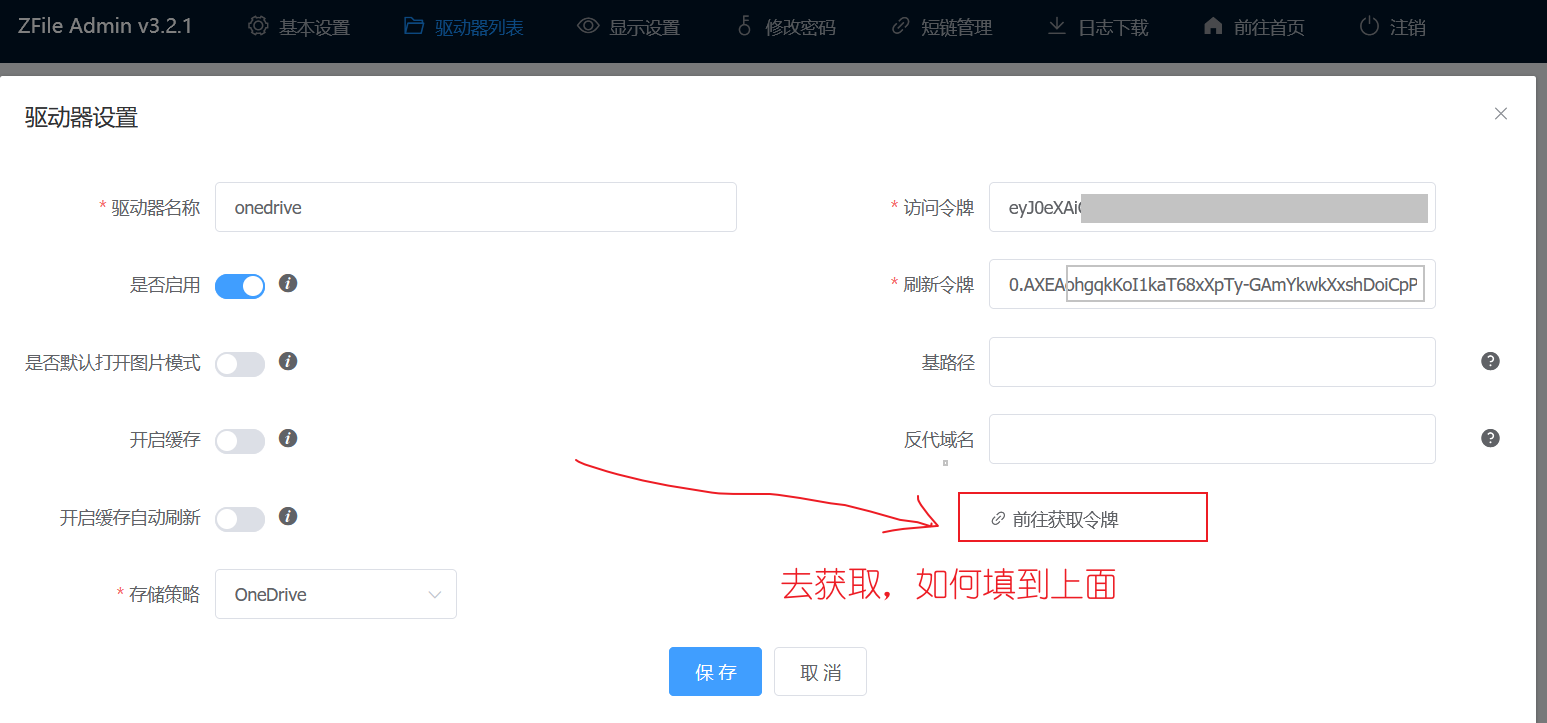 ZFile Admin v3.2.1 基本设置 驱动器列表 显示设置 修改密码 短链管理 日志下载 前往首页 注销
驱动器设置
* 驱动器名称 onedrive
* 访问令牌 eyJ0eXAiO
是否启用
* 刷新令牌 0.AXEAohgqkKoI1kaT68xXpTy-GAmYkwkXxshDoiCpP
是否默认打开图片模式
基路径
开启缓存
反代域名
开启缓存自动刷新
前往获取令牌
去获取，如何填到上面
* 存储策略 OneDrive
保存 取消